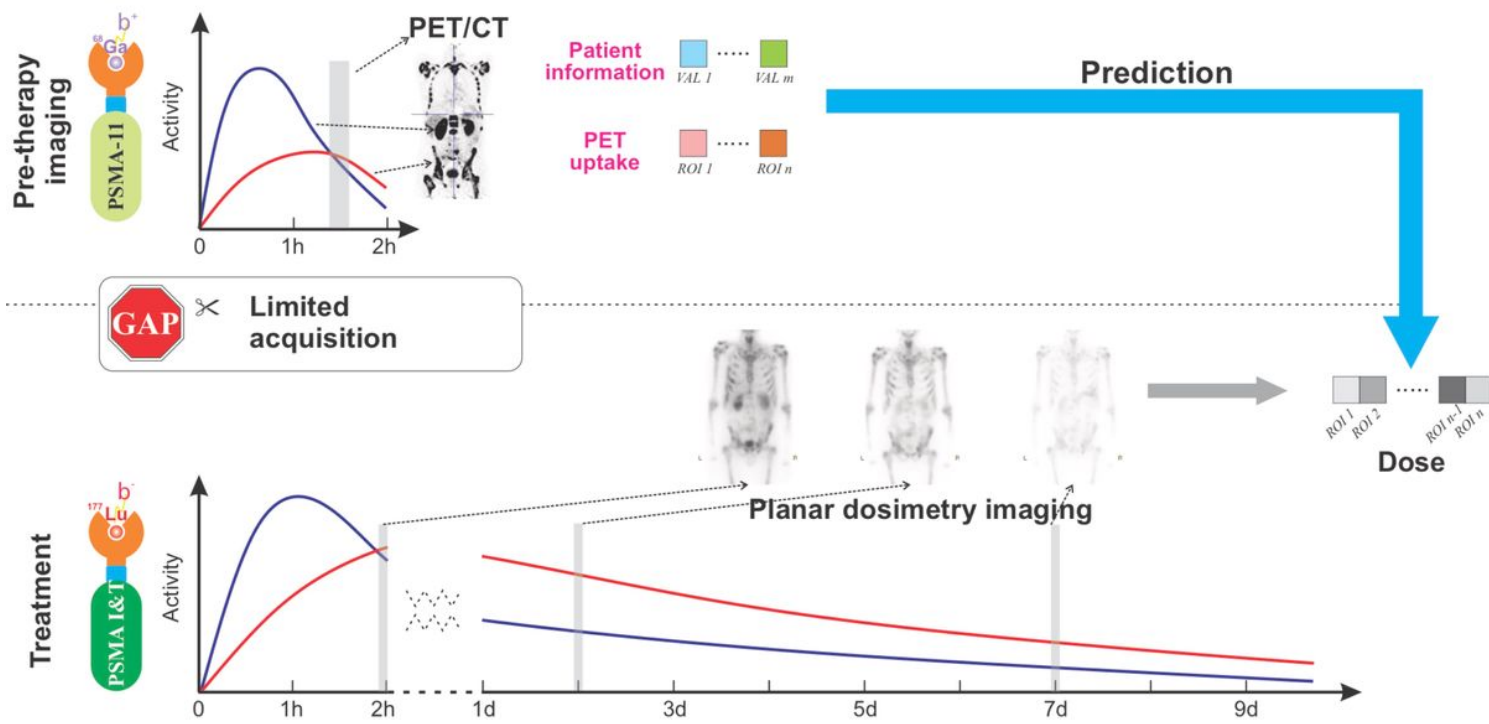 Pre-therapy
imaging
b+
68Ga
PSMA-11
Activity
0 1h 2h
PET/CT
Patient
information
VAL 1 ····· VAL m
PET
uptake
ROI 1 ····· ROI n
Prediction
GAP
Limited
acquisition
ROI 1 ROI 2 ····· ROI n-1 ROI n
Dose
L R
L R
L R
Planar dosimetry imaging
Treatment
b-
177Lu
PSMA I&T
Activity
0 1h 2h 1d 3d 5d 7d 9d